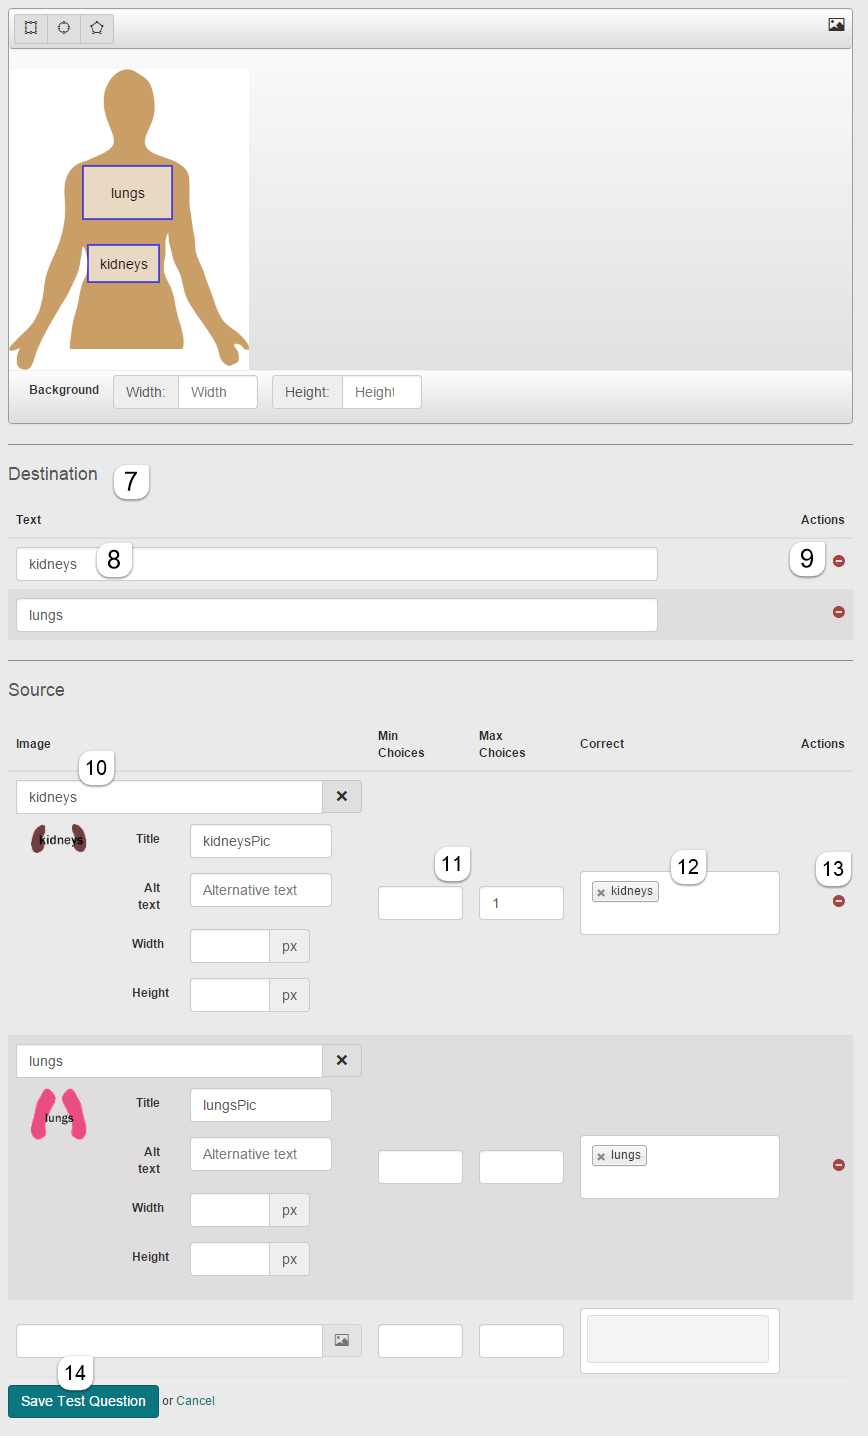 lungs
kidneys
Background Width: Width Height: Height
Destination 7
Text Actions
kidneys 8 9
lungs
Source
Image Min Choices Max Choices Correct Actions
10
kidneys
kidneys Title kidneysPic
Alt text Alternative text 11 1 12 kidneys 13
Width px
Height px
lungs
lungs Title lungsPic
Alt text Alternative text lungs
Width px
Height px
14
Save Test Question or Cancel